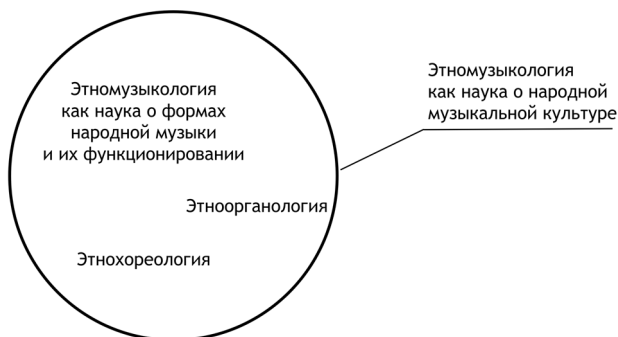 Этномузыкология
как наука о формах
народной музыки
и их функционировании
Этноорганология
Этнохореология
Этномузыкология
как наука о народной
музыкальной культуре